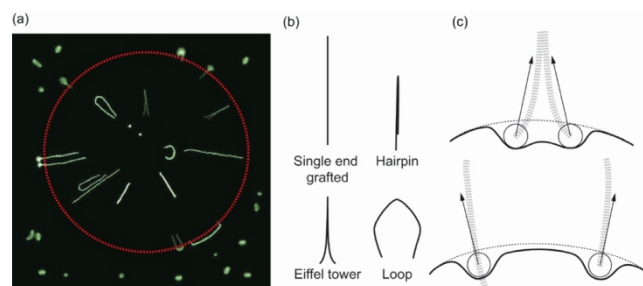 (a)
(b)
(c)
Single end
grafted
Hairpin
Eiffel tower
Loop